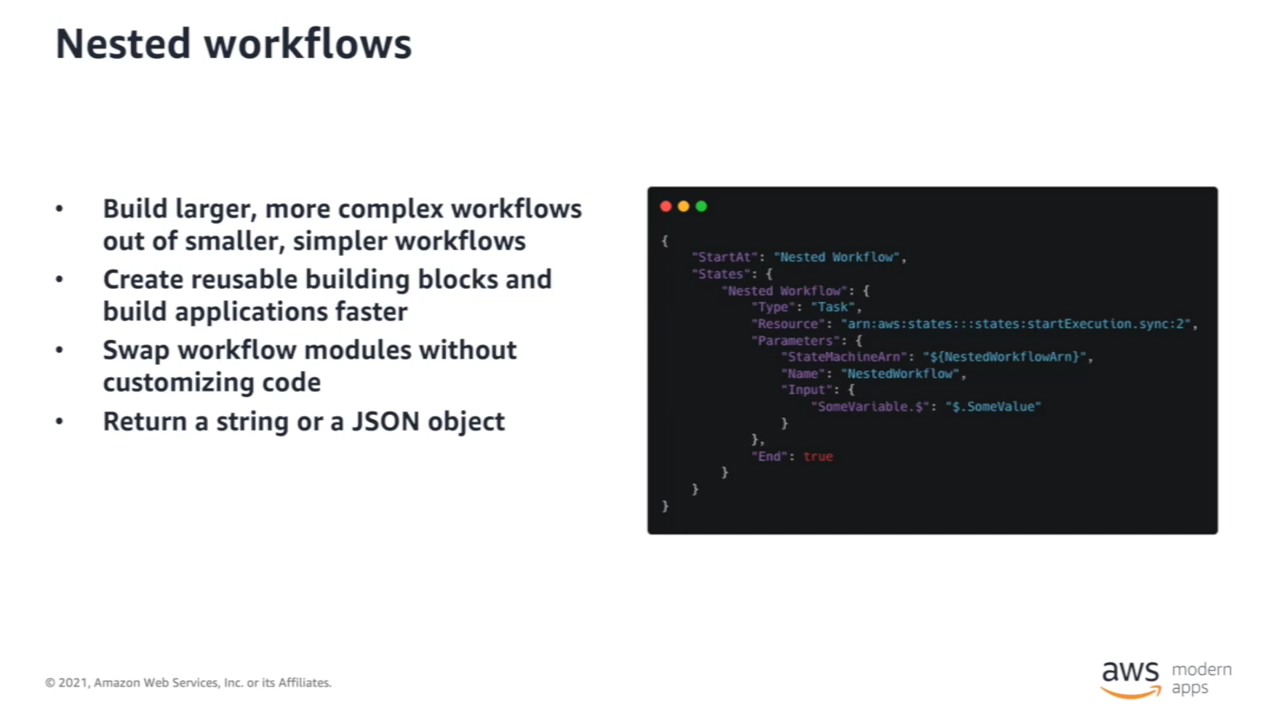 Nested workflows
• Build larger, more complex workflows
out of smaller, simpler workflows
• Create reusable building blocks and
build applications faster
• Swap workflow modules without
customizing code
• Return a string or a JSON object
{
    "StartAt": "Nested Workflow",
    "States": {
        "Nested Workflow": {
            "Type": "Task",
            "Resource": "arn:aws:states:::states:startExecution.sync:2",
            "Parameters": {
                "StateMachineArn": "${NestedWorkflowArn}",
                "Name": "NestedWorkflow",
                "Input": {
                    "SomeVariable.$": "$.SomeValue"
                }
            },
            "End": true
        }
    }
}
© 2021, Amazon Web Services, Inc. or its Affiliates.
aws
modern
apps